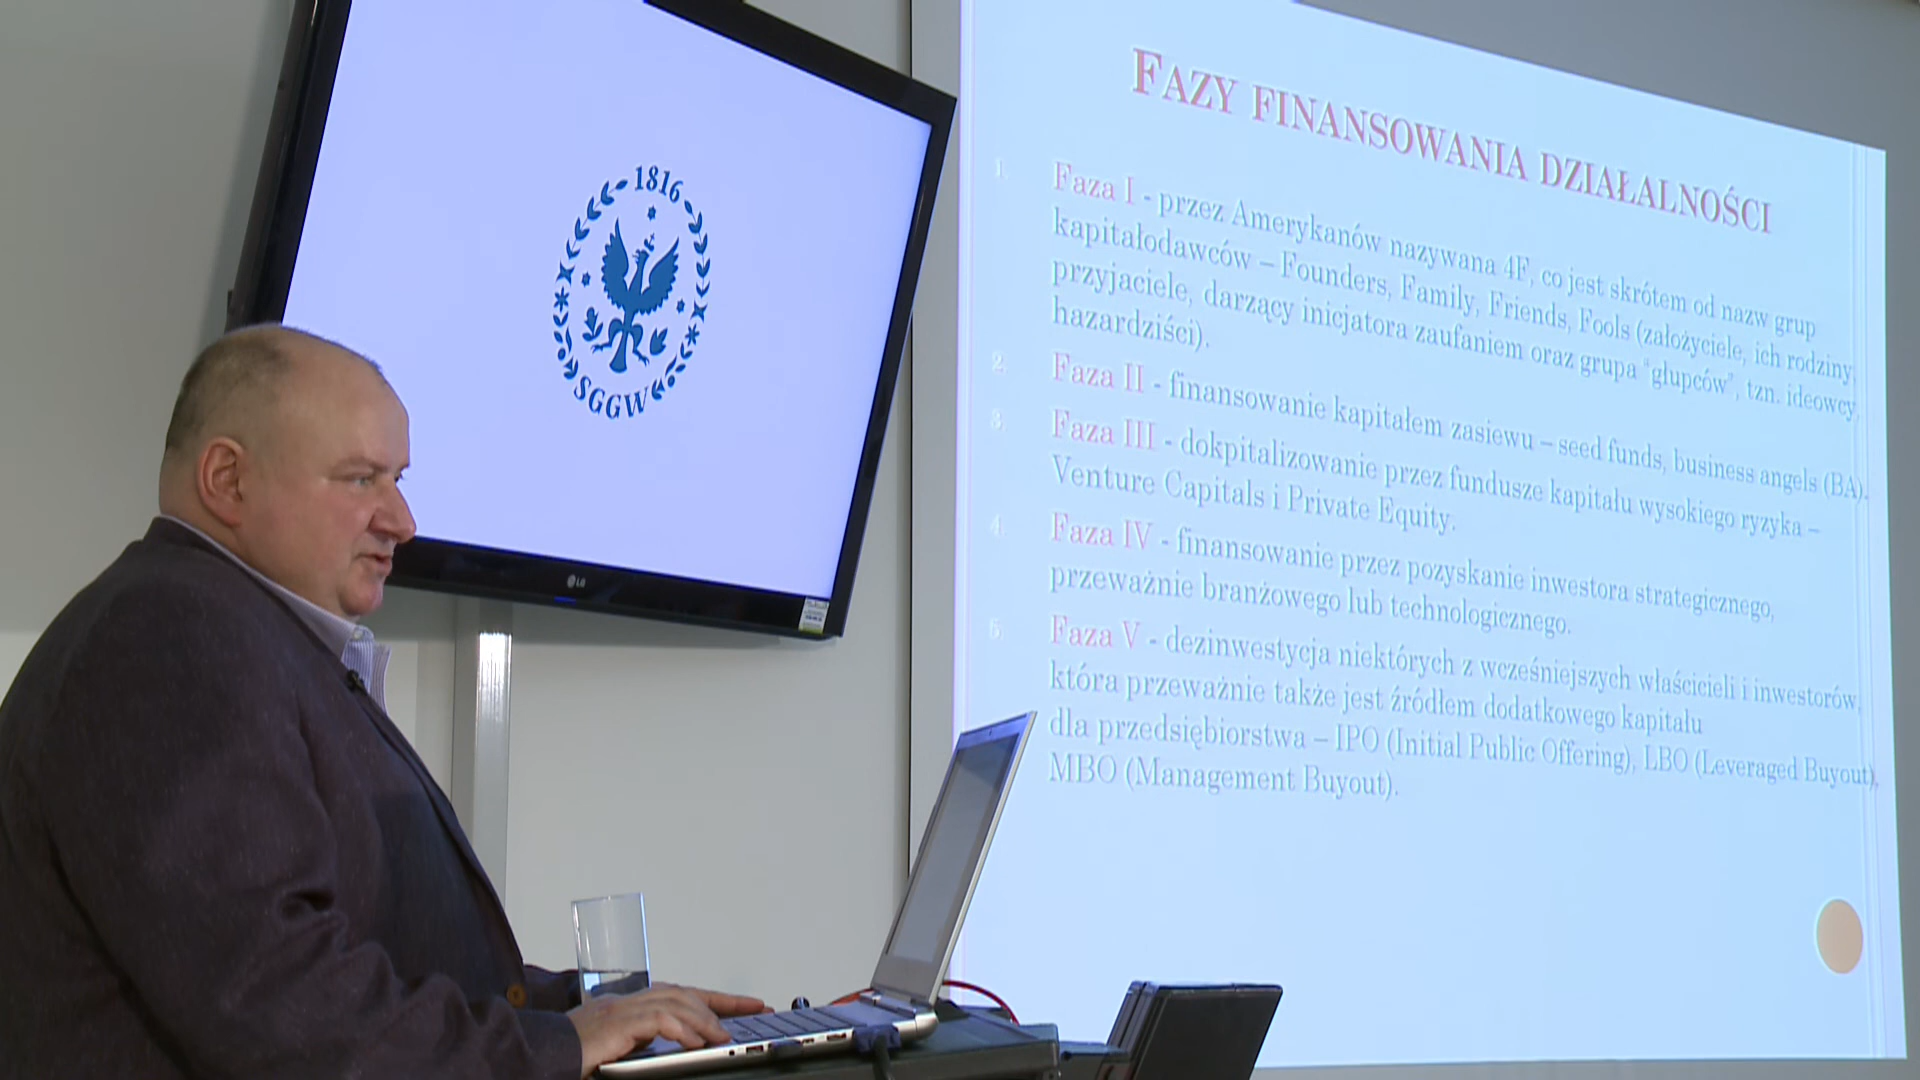 1816
SGGW
LG
FAZY FINANSOWANIA DZIAŁALNOŚCI
1. Faza I - przez Amerykanów nazywana 4F, co jest skrótem od nazw grup
kapitałodawców – Founders, Family, Friends, Fools (założyciele, ich rodziny,
przyjaciele, darzący inicjatora zaufaniem oraz grupa "głupców", tzn. ideowcy,
hazardziści).
2. Faza II - finansowanie kapitałem zasiewu – seed funds, business angels (BA).
3. Faza III - dokpitalizowanie przez fundusze kapitału wysokiego ryzyka –
Venture Capitals i Private Equity.
4. Faza IV - finansowanie przez pozyskanie inwestora strategicznego,
przeważnie branżowego lub technologicznego.
5. Faza V - dezinwestycja niektórych z wcześniejszych właścicieli i inwestorów,
która przeważnie także jest źródłem dodatkowego kapitału
dla przedsiębiorstwa – IPO (Initial Public Offering), LBO (Leveraged Buyout),
MBO (Management Buyout).